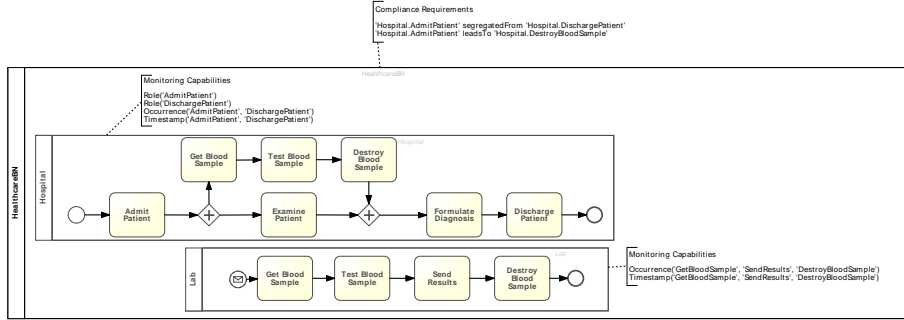 Compliance Requirements
'Hospital.AdmitPatient' segregatedFrom 'Hospital.DischargePatient'
'Hospital.AdmitPatient' leadsTo 'Hospital.DestroyBloodSample'
HealthcareBN
HealthcareBN
Monitoring Capabilities
Role('AdmitPatient')
Role('DischargePatient')
Occurrence('AdmitPatient', 'DischargePatient')
Timestamp('AdmitPatient', 'DischargePatient')
Hospital
Hospital
Get Blood
Sample
Test Blood
Sample
Destroy
Blood
Sample
Admit
Patient
Examine
Patient
Formulate
Diagnosis
Discharge
Patient
Lab
Lab
Get Blood
Sample
Test Blood
Sample
Send
Results
Destroy
Blood
Sample
Monitoring Capabilities
Occurrence('GetBloodSample', 'SendResults', 'DestroyBloodSample')
Timestamp('GetBloodSample', 'SendResults', 'DestroyBloodSample')